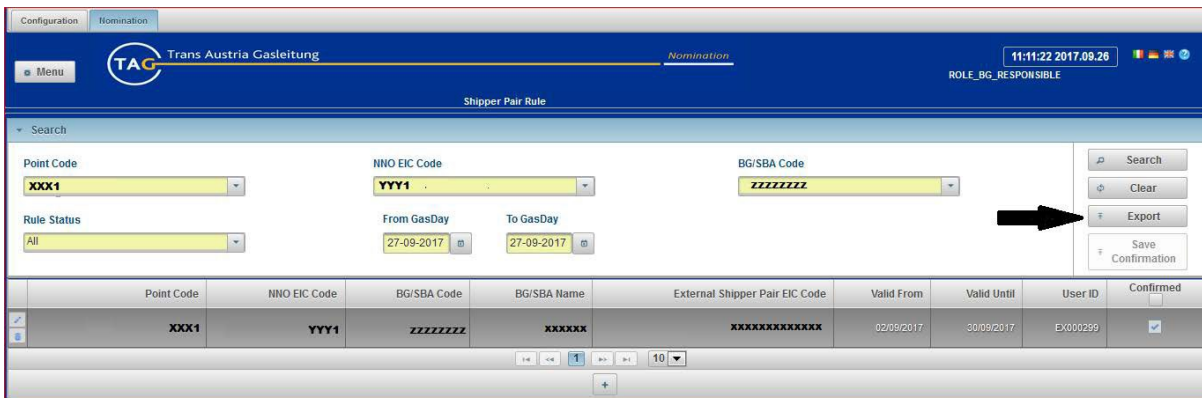 Configuration Nomination
Menu TAG Trans Austria Gasleitung Nomination 11:11:22 2017.09.26
ROLE_BG_RESPONSIBLE
Shipper Pair Rule
Search
Point Code NNO EIC Code BG/SBA Code Search
XXX1 YYY1 zzzzzzzz Clear
Rule Status From GasDay To GasDay Export
All 27-09-2017 27-09-2017 Save Confirmation
Point Code NNO EIC Code BG/SBA Code BG/SBA Name External Shipper Pair EIC Code Valid From Valid Until User ID Confirmed
XXX1 YYY1 zzzzzzzz xxxxxx xxxxxxxxxxxxx 02/09/2017 30/09/2017 EX000299
1 10
+